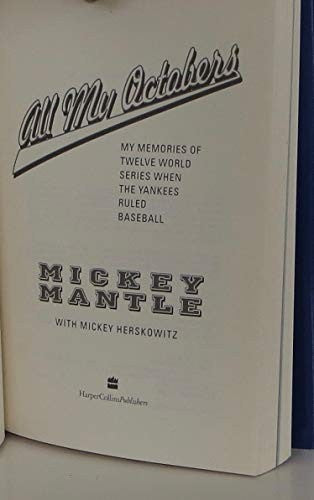 All My Octobers
MY MEMORIES OF
TWELVE WORLD
SERIES WHEN
THE YANKEES
RULED
BASEBALL
MICKEY
MANTLE
WITH MICKEY HERSKOWITZ
HarperCollinsPublishers